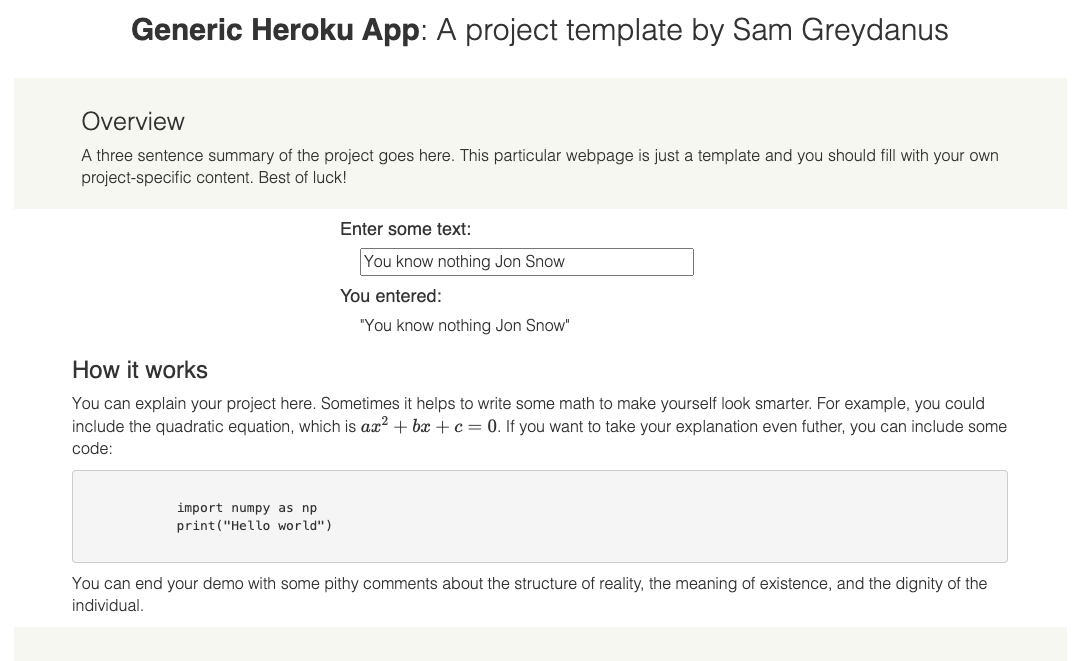 Generic Heroku App: A project template by Sam Greydanus
Overview
A three sentence summary of the project goes here. This particular webpage is just a template and you should fill with your own
project-specific content. Best of luck!
Enter some text:
You know nothing Jon Snow
You entered:
"You know nothing Jon Snow"
How it works
You can explain your project here. Sometimes it helps to write some math to make yourself look smarter. For example, you could
include the quadratic equation, which is ax² + bx + c = 0. If you want to take your explanation even futher, you can include some
code:
import numpy as np
print("Hello world")
You can end your demo with some pithy comments about the structure of reality, the meaning of existence, and the dignity of the
individual.